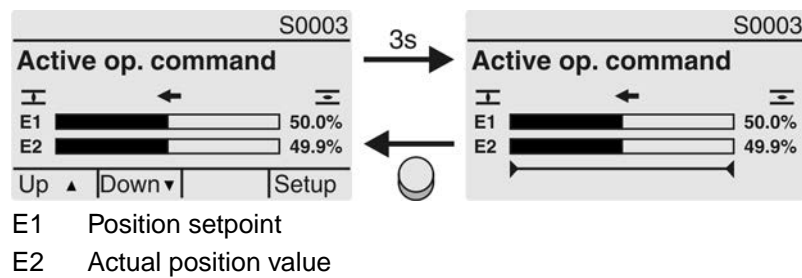 S0003
Active op. command
E1 50.0%
E2 49.9%
Up ▲ Down ▼ Setup
3s
S0003
Active op. command
E1 50.0%
E2 49.9%
E1 Position setpoint
E2 Actual position value